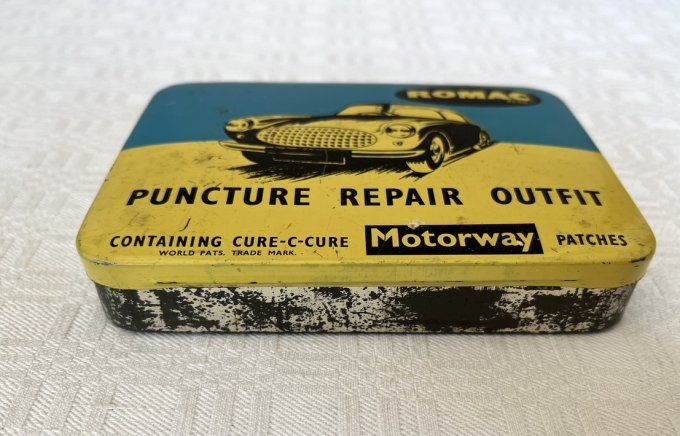 ROMAC
PUNCTURE REPAIR OUTFIT
CONTAINING CURE-C-CURE Motorway PATCHES
WORLD PATS. TRADE MARK.